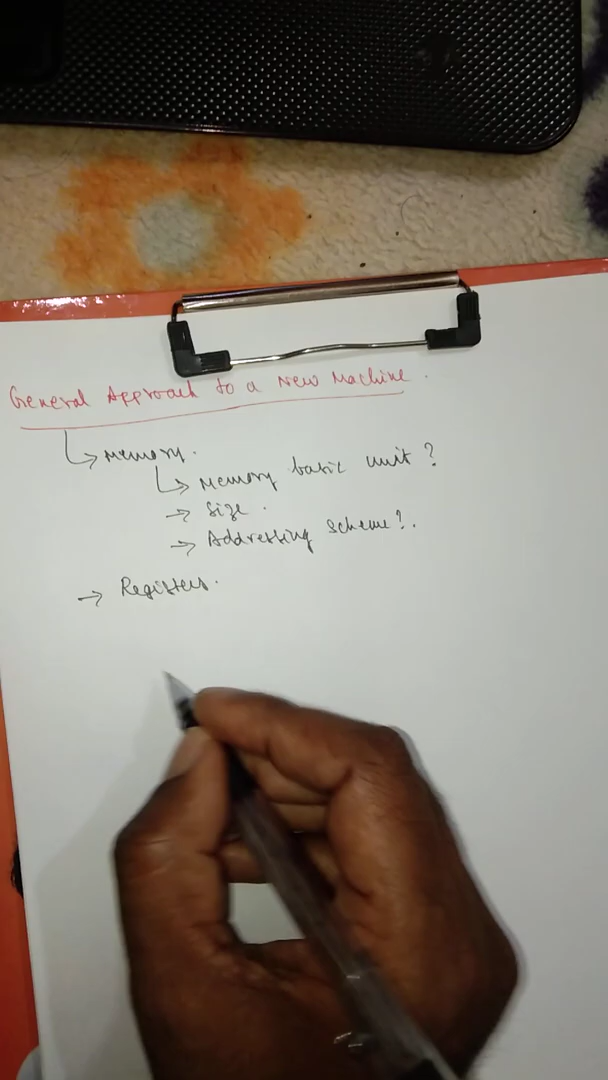 General Approach to a New Machine.
↳ Memory.
↳ Memory basic unit?
→ Size.
→ Addressing scheme?.
→ Registers.